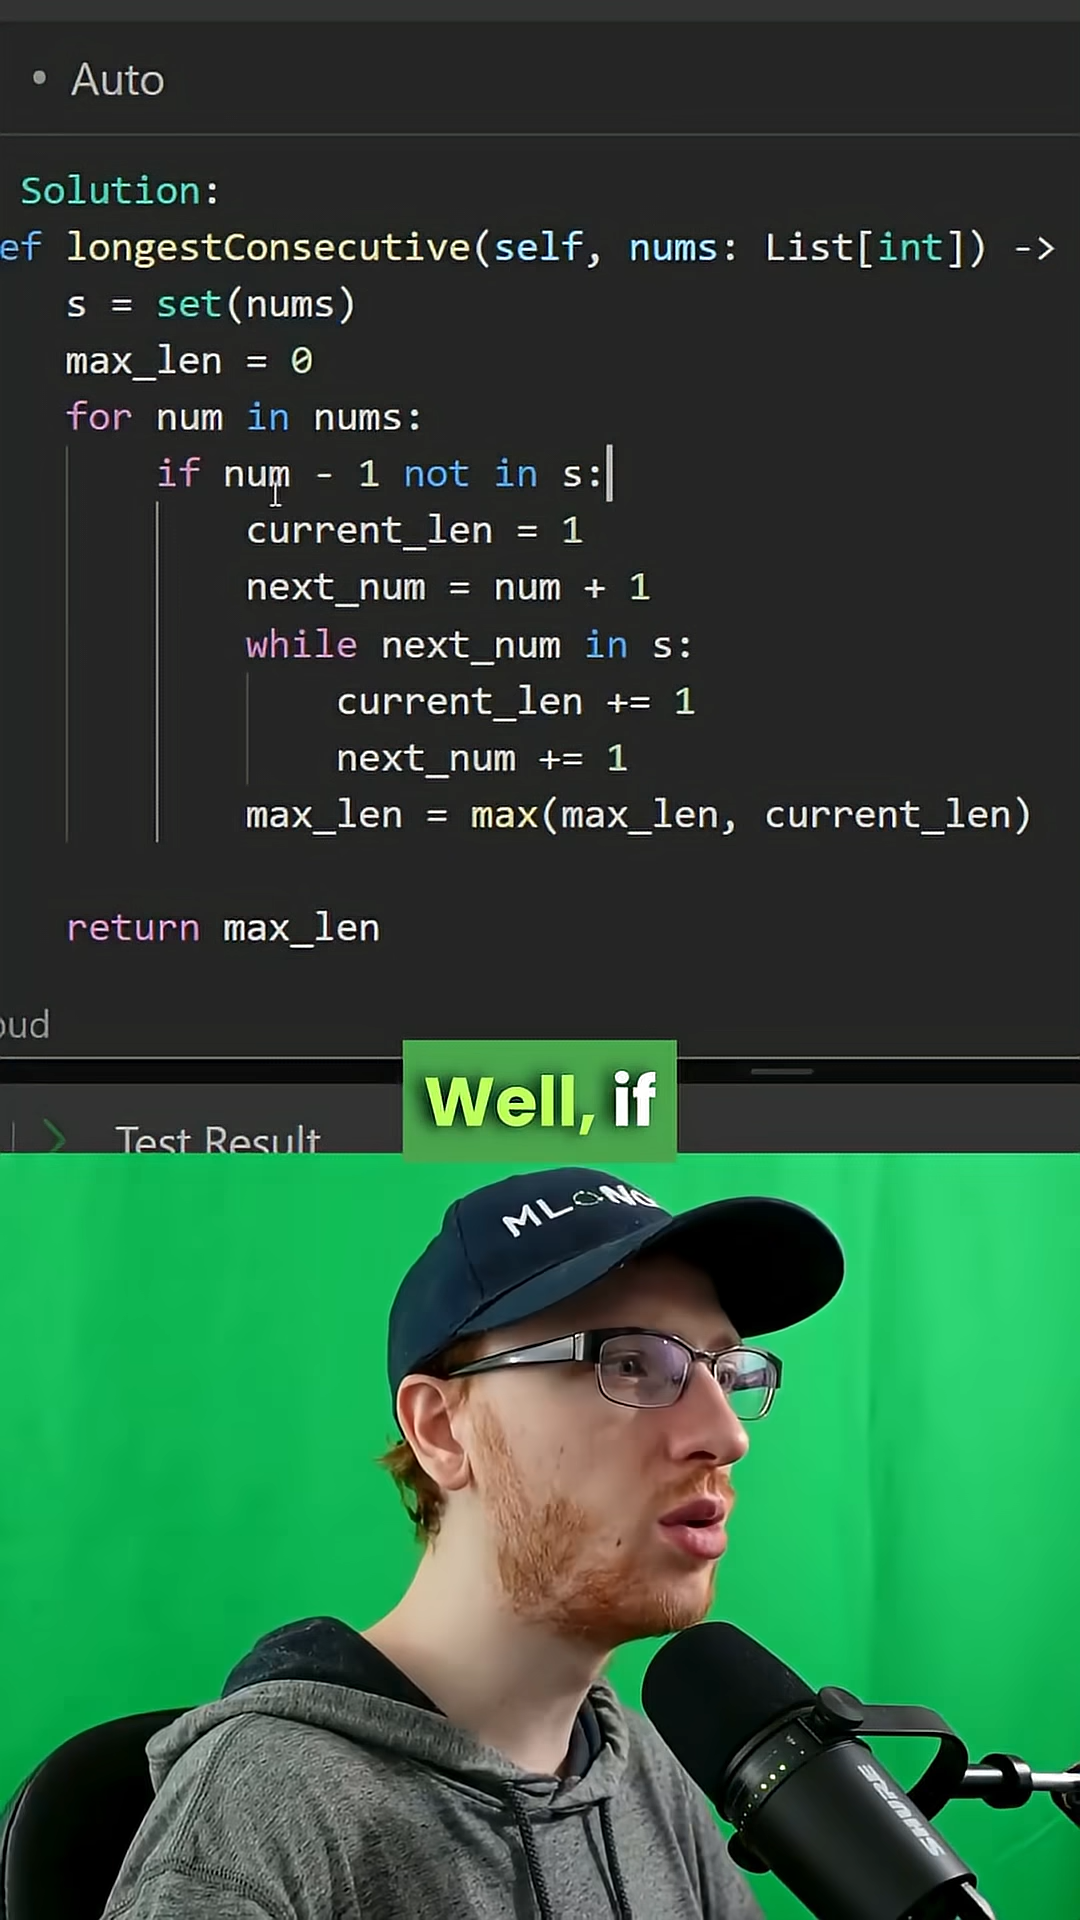 • Auto
Solution:
ef longestConsecutive(self, nums: List[int]) ->
s = set(nums)
max_len = 0
for num in nums:
if num - 1 not in s:
current_len = 1
next_num = num + 1
while next_num in s:
current_len += 1
next_num += 1
max_len = max(max_len, current_len)
return max_len
oud
Test Result
Well, if
SHURE